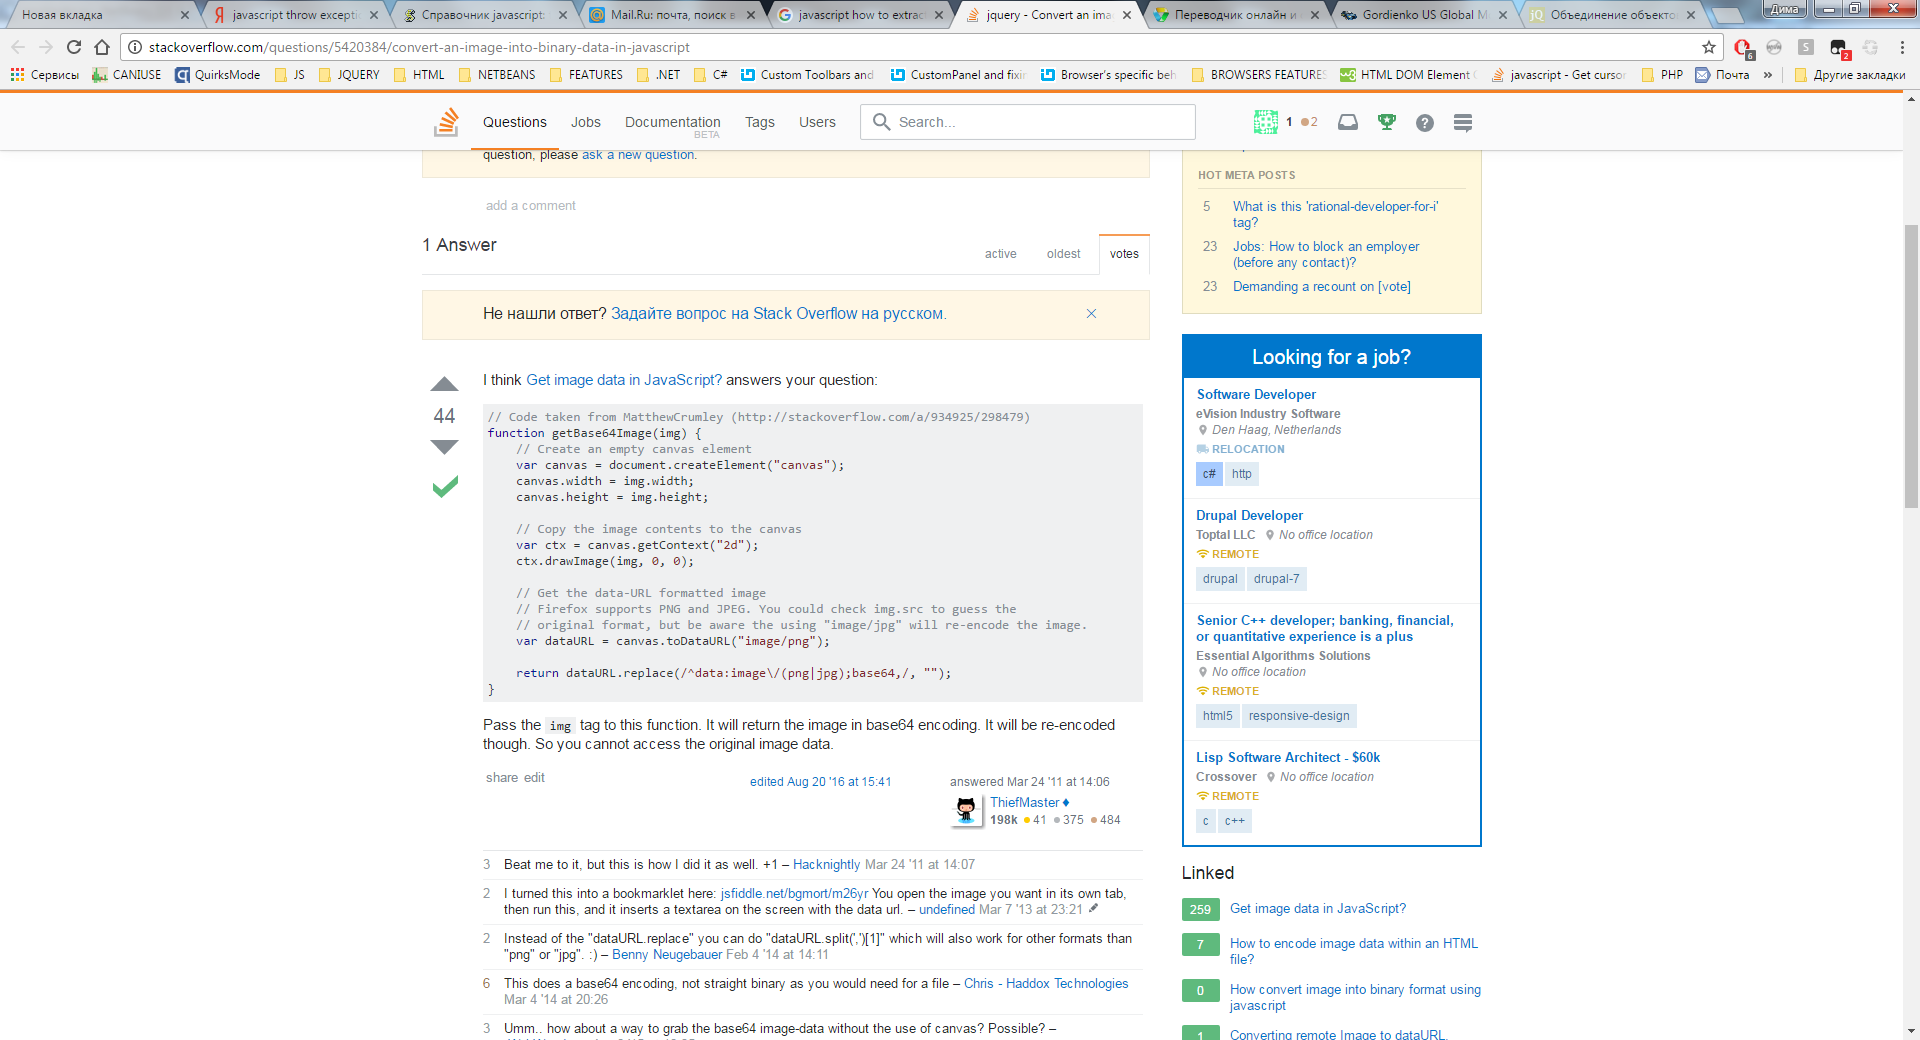 Новая вкладка
javascript throw excepti
Справочник javascript:
Mail.Ru: почта, поиск в
javascript how to extrac
jquery - Convert an ima
Переводчик онлайн и
Gordienko US Global M
Объединение объекто
Дима
stackoverflow.com/questions/5420384/convert-an-image-into-binary-data-in-javascript
6
S
2
Сервисы
CANIUSE
QuirksMode
JS
JQUERY
HTML
NETBEANS
FEATURES
.NET
C#
Custom Toolbars and
CustomPanel and fixin
Browser's specific beh
BROWSERS FEATURES
HTML DOM Element
javascript - Get curso
PHP
Почта
»
Другие закладки
Questions
Jobs
Documentation
BETA
Tags
Users
Search...
1
2
question, please ask a new question.
add a comment
1 Answer
active
oldest
votes
Не нашли ответ? Задайте вопрос на Stack Overflow на русском.
44
I think Get image data in JavaScript? answers your question:
// Code taken from MatthewCrumley (http://stackoverflow.com/a/934925/298479)
function getBase64Image(img) {
// Create an empty canvas element
var canvas = document.createElement("canvas");
canvas.width = img.width;
canvas.height = img.height;
// Copy the image contents to the canvas
var ctx = canvas.getContext("2d");
ctx.drawImage(img, 0, 0);
// Get the data-URL formatted image
// Firefox supports PNG and JPEG. You could check img.src to guess the
// original format, but be aware the using "image/jpg" will re-encode the image.
var dataURL = canvas.toDataURL("image/png");
return dataURL.replace(/^data:image\/(png|jpg);base64,/, "");
}
Pass the img tag to this function. It will return the image in base64 encoding. It will be re-encoded
though. So you cannot access the original image data.
share edit
edited Aug 20 '16 at 15:41
answered Mar 24 '11 at 14:06
ThiefMaster ♦
198k 41 375 484
3 Beat me to it, but this is how I did it as well. +1 – Hacknightly Mar 24 '11 at 14:07
2 I turned this into a bookmarklet here: jsfiddle.net/bgmort/m26yr You open the image you want in its own tab,
then run this, and it inserts a textarea on the screen with the data url. – undefined Mar 7 '13 at 23:21
2 Instead of the "dataURL.replace" you can do "dataURL.split(',')[1]" which will also work for other formats than
"png" or "jpg". :) – Benny Neugebauer Feb 4 '14 at 14:11
6 This does a base64 encoding, not straight binary as you would need for a file – Chris - Haddox Technologies
Mar 4 '14 at 20:26
3 Umm.. how about a way to grab the base64 image-data without the use of canvas? Possible? –
HOT META POSTS
5 What is this 'rational-developer-for-i'
tag?
23 Jobs: How to block an employer
(before any contact)?
23 Demanding a recount on [vote]
Looking for a job?
Software Developer
eVision Industry Software
Den Haag, Netherlands
RELOCATION
c# http
Drupal Developer
Toptal LLC No office location
REMOTE
drupal drupal-7
Senior C++ developer; banking, financial,
or quantitative experience is a plus
Essential Algorithms Solutions
No office location
REMOTE
html5 responsive-design
Lisp Software Architect - $60k
Crossover No office location
REMOTE
c c++
Linked
259 Get image data in JavaScript?
7 How to encode image data within an HTML
file?
0 How convert image into binary format using
javascript
1 Converting remote Image to dataURL.